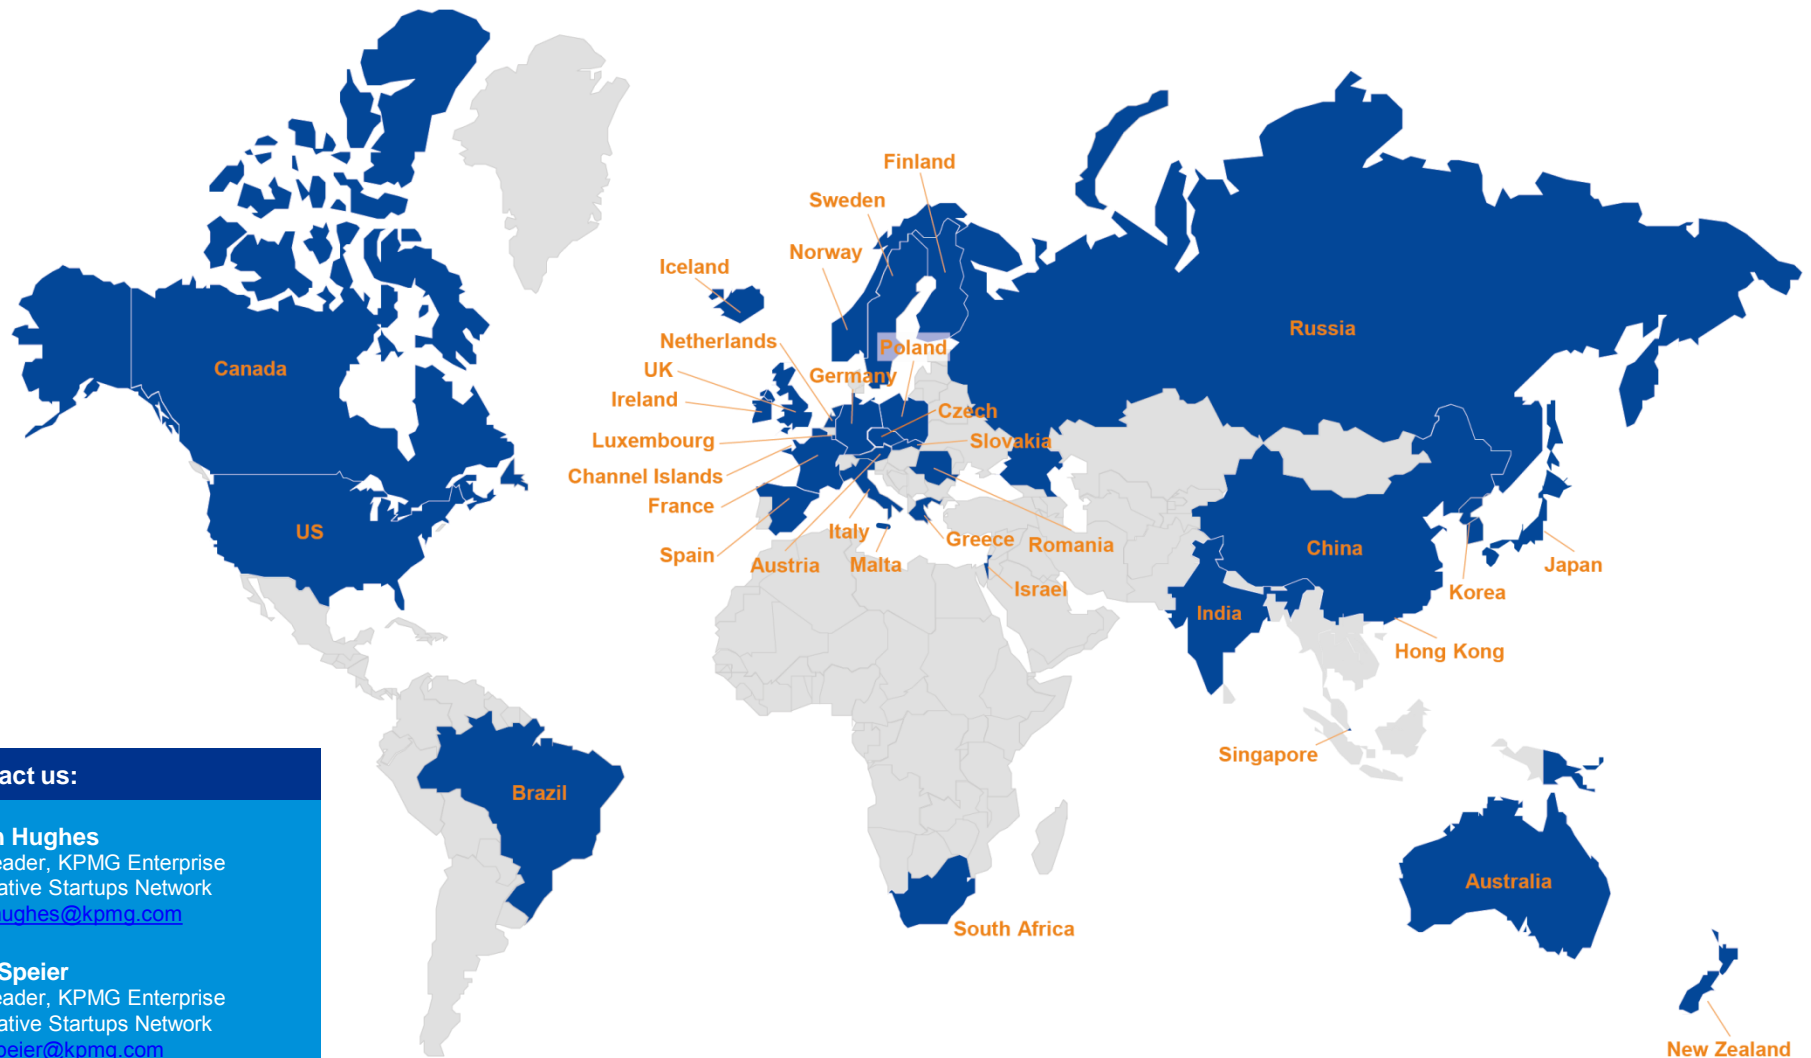 Finland
Sweden
Norway
Iceland
Russia
Netherlands
Poland
Canada
UK
Germany
Ireland
Czech
Luxembourg
Slovakia
Channel Islands
France
US
Italy
Greece
Romania
China
Spain
Austria
Malta
Japan
Israel
Korea
India
Hong Kong
Singapore
Brazil
act us:
Hughes
eader, KPMG Enterprise
ative Startups Network
ughes@kpmg.com
Australia
South Africa
Speier
eader, KPMG Enterprise
ative Startups Network
peier@kpmg.com
New Zealand